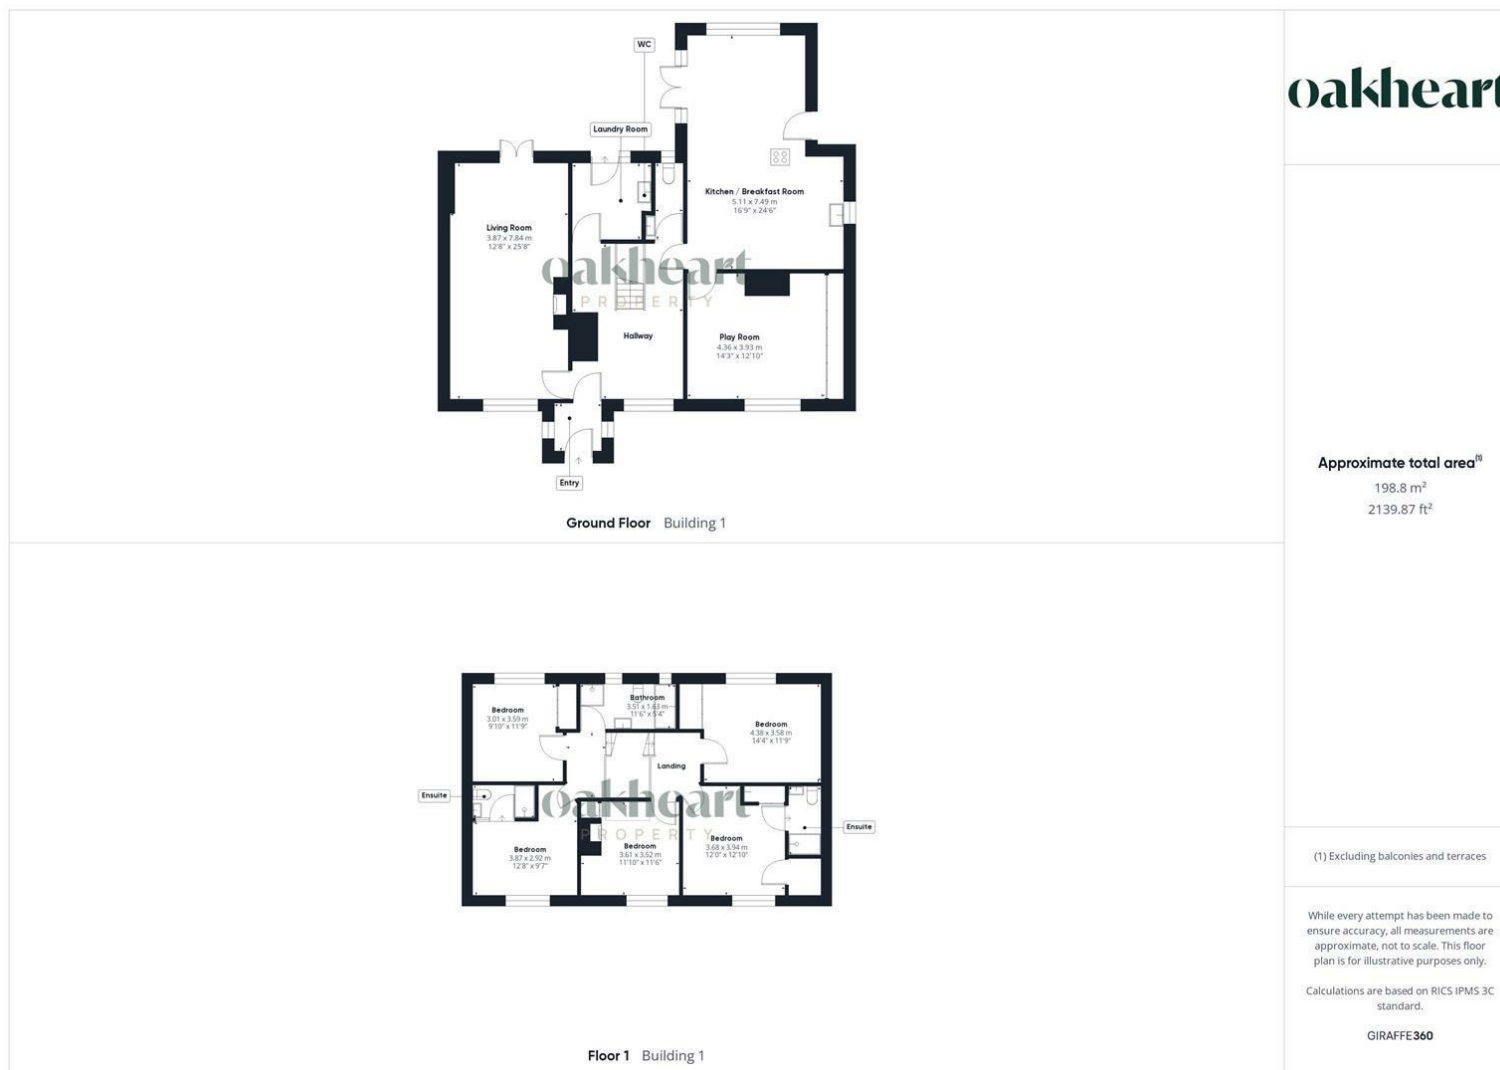 WC
Laundry Room
Kitchen / Breakfast Room
5.11 x 7.49 m
16'9" x 24'6"
Living Room
3.87 x 7.84 m
12'8" x 25'8"
oakheart
PROPERTY
Hallway
Play Room
4.36 x 3.93 m
14'3" x 12'10"
Entry
Ground Floor Building 1
Bedroom
3.01 x 3.59 m
9'10" x 11'9"
Bathroom
3.51 x 1.63 m
11'6" x 5'4"
Bedroom
4.38 x 3.58 m
14'4" x 11'9"
Landing
Ensuite
oakheart
PROPERTY
Ensuite
Bedroom
3.87 x 2.92 m
12'8" x 9'7"
Bedroom
3.61 x 3.52 m
11'10" x 11'6"
Bedroom
3.68 x 3.94 m
12'0" x 12'10"
Floor 1 Building 1
oakheart
Approximate total area(1)
198.8 m²
2139.87 ft²
(1) Excluding balconies and terraces
While every attempt has been made to
ensure accuracy, all measurements are
approximate, not to scale. This floor
plan is for illustrative purposes only.
Calculations are based on RICS IPMS 3C
standard.
GIRAFFE360